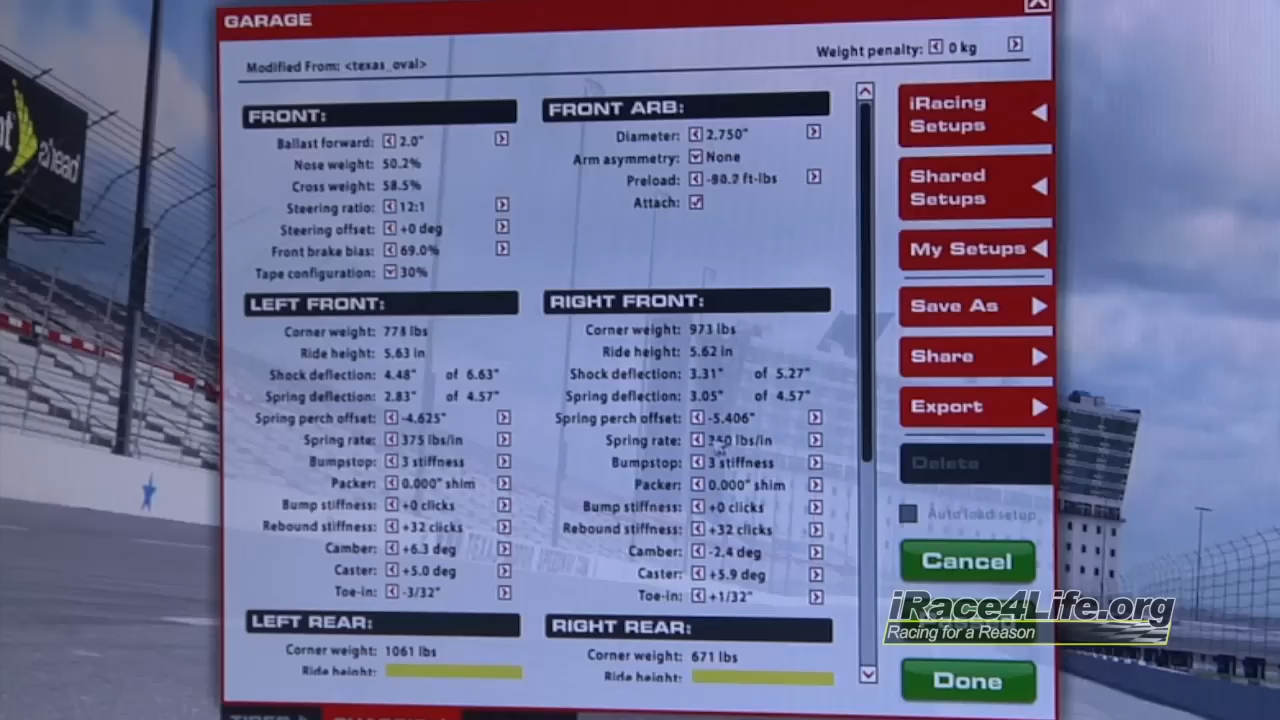 GARAGE
Modified From: <texas_oval>
Weight penalty: 0 kg
FRONT:
Ballast forward: 2.0"
Nose weight: 50.2%
Cross weight: 58.5%
Steering ratio: 12:1
Steering offset: +0 deg
Front brake bias: 69.0%
Tape configuration: 30%
FRONT ARB:
Diameter: 2.750"
Arm asymmetry: None
Preload: ft-lbs
Attach:
LEFT FRONT:
Corner weight: 778 lbs
Ride height: 5.63 in
Shock deflection: 4.48" of 6.63"
Spring deflection: 2.83" of 4.57"
Spring perch offset: -4.625"
Spring rate: 375 lbs/in
Bumpstop: 3 stiffness
Packer: 0.000" shim
Bump stiffness: +0 clicks
Rebound stiffness: +32 clicks
Camber: +6.3 deg
Caster: +5.0 deg
Toe-in: -3/32"
RIGHT FRONT:
Corner weight: 973 lbs
Ride height: 5.62 in
Shock deflection: 3.31" of 5.27"
Spring deflection: 3.05" of 4.57"
Spring perch offset: -5.406"
Spring rate: lbs/in
Bumpstop: 3 stiffness
Packer: 0.000" shim
Bump stiffness: +0 clicks
Rebound stiffness: +32 clicks
Camber: -2.4 deg
Caster: +5.9 deg
Toe-in: +1/32"
LEFT REAR:
Corner weight: 1061 lbs
Ride height:
RIGHT REAR:
Corner weight: 671 lbs
Ride height:
iRacing
Setups
Shared
Setups
My Setups
Save As
Share
Export
Delete
Auto load setup
Cancel
iRace4Life.org
Racing for a Reason
Done
ahead